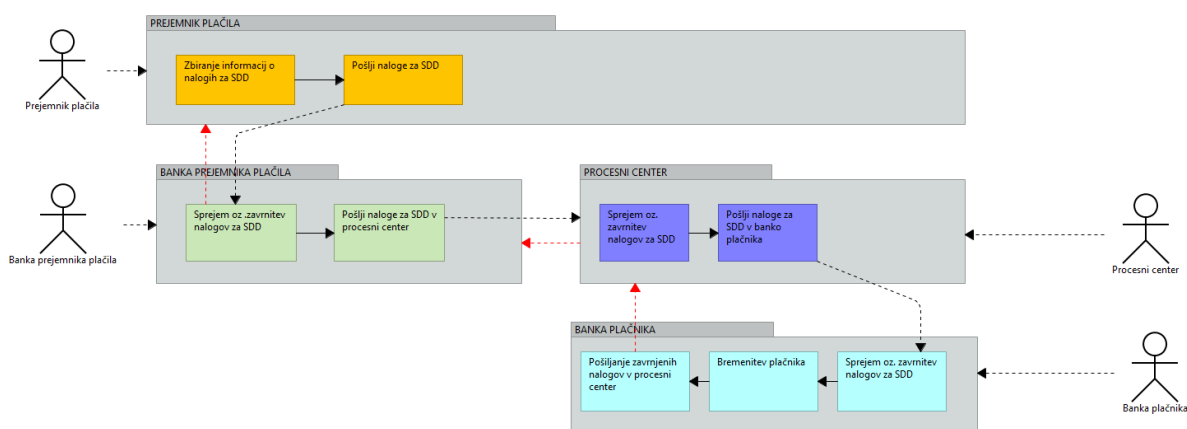 PREJEMNIK PLAČILA
Zbiranje informacij o
nalogih za SDD
Pošlji naloge za SDD
Prejemnik plačila
BANKA PREJEMNIKA PLAČILA
Sprejem oz .zavrnitev
nalogov za SDD
Pošlji naloge za SDD v
procesni center
Banka prejemnika plačila
PROCESNI CENTER
Sprejem oz.
zavrnitev
nalogov za SDD
Pošlji naloge za
SDD v banko
plačnika
Procesni center
BANKA PLAČNIKA
Pošiljanje zavrnjenih
nalogov v procesni
center
Bremenitev plačnika
Sprejem oz. zavrnitev
nalogov za SDD
Banka plačnika